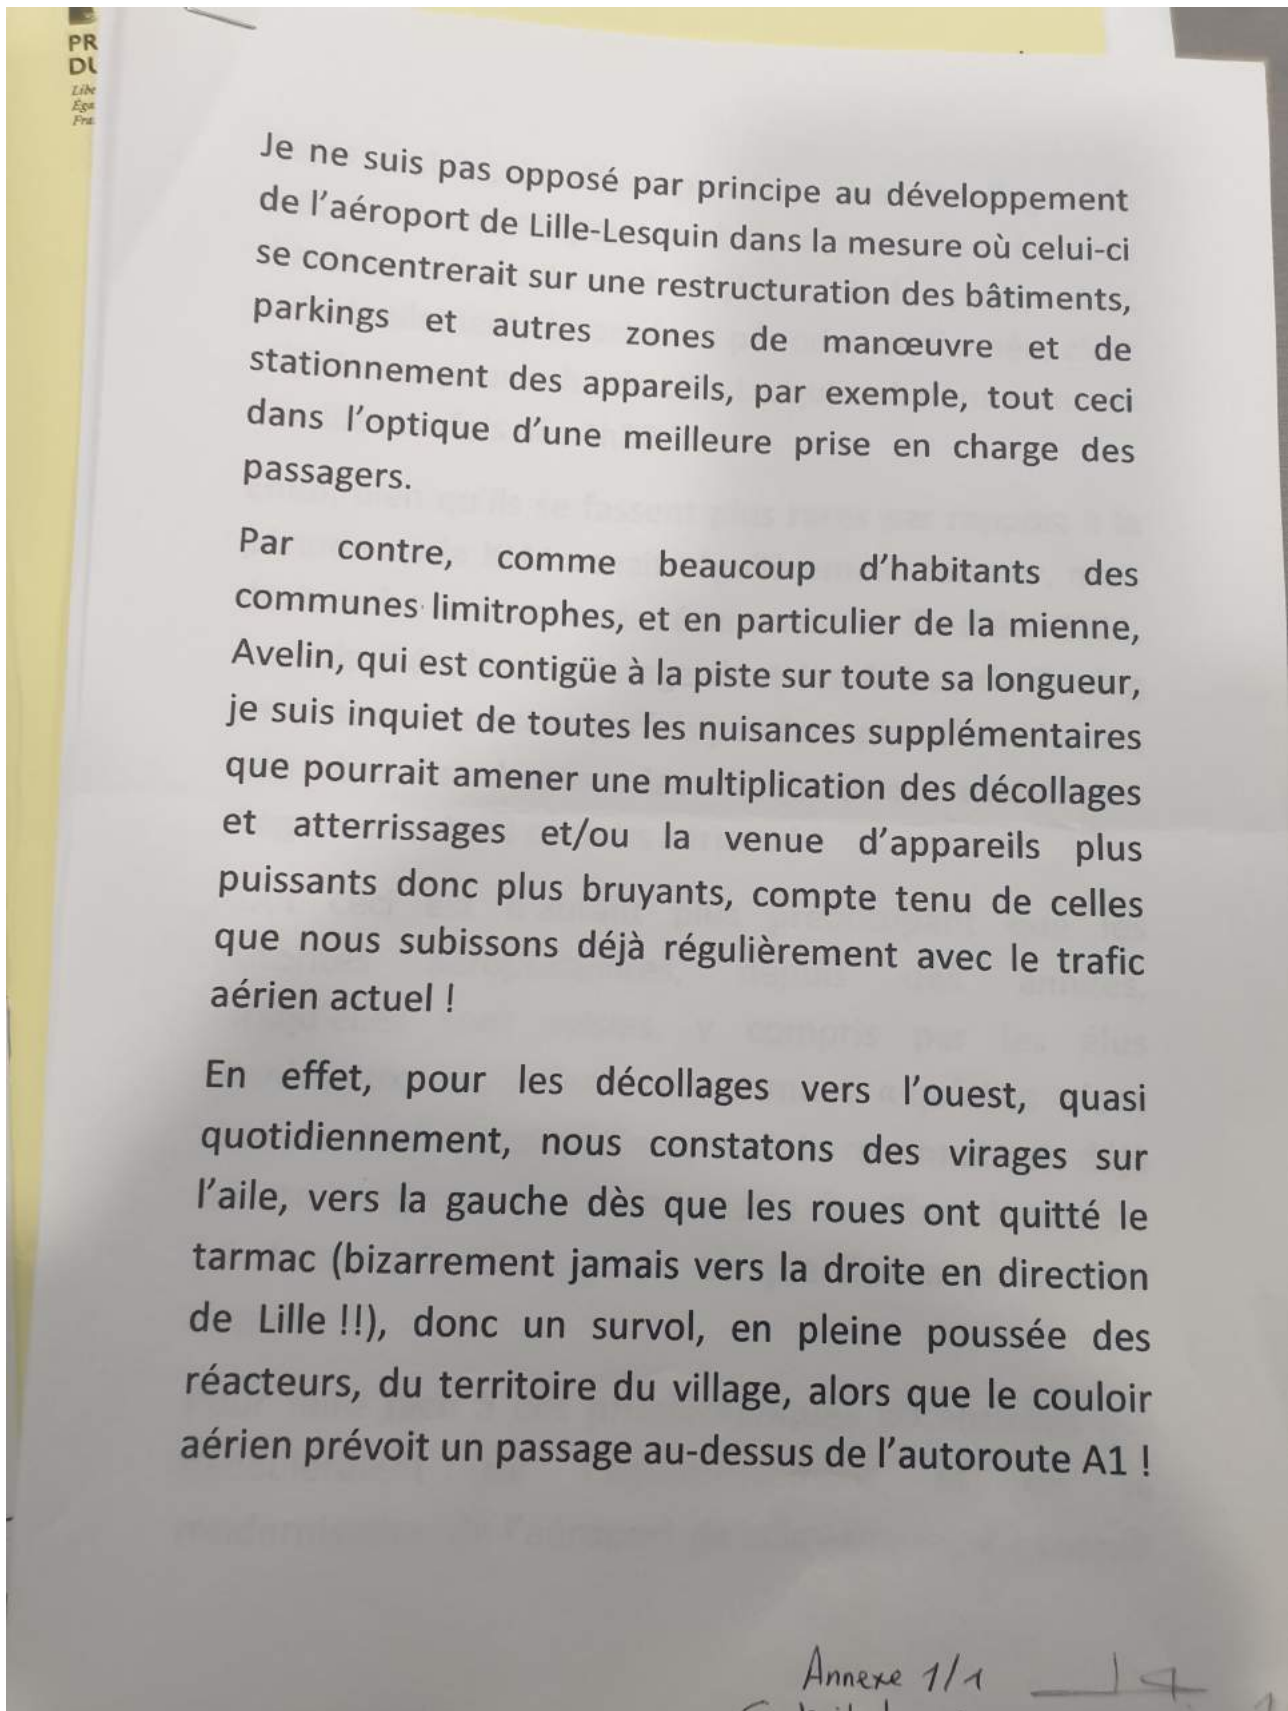 PR
DU
Libe
Éga
Fra
Je ne suis pas opposé par principe au développement
de l'aéroport de Lille-Lesquin dans la mesure où celui-ci
se concentrerait sur une restructuration des bâtiments,
parkings et autres zones de manœuvre et de
stationnement des appareils, par exemple, tout ceci
dans l'optique d'une meilleure prise en charge des
passagers.
Par contre, comme beaucoup d'habitants des
communes limitrophes, et en particulier de la mienne,
Avelin, qui est contigüe à la piste sur toute sa longueur,
je suis inquiet de toutes les nuisances supplémentaires
que pourrait amener une multiplication des décollages
et atterrissages et/ou la venue d'appareils plus
puissants donc plus bruyants, compte tenu de celles
que nous subissons déjà régulièrement avec le trafic
aérien actuel !
En effet, pour les décollages vers l'ouest, quasi
quotidiennement, nous constatons des virages sur
l'aile, vers la gauche dès que les roues ont quitté le
tarmac (bizarrement jamais vers la droite en direction
de Lille !!), donc un survol, en pleine poussée des
réacteurs, du territoire du village, alors que le couloir
aérien prévoit un passage au-dessus de l'autoroute A1 !
Annexe 1/1